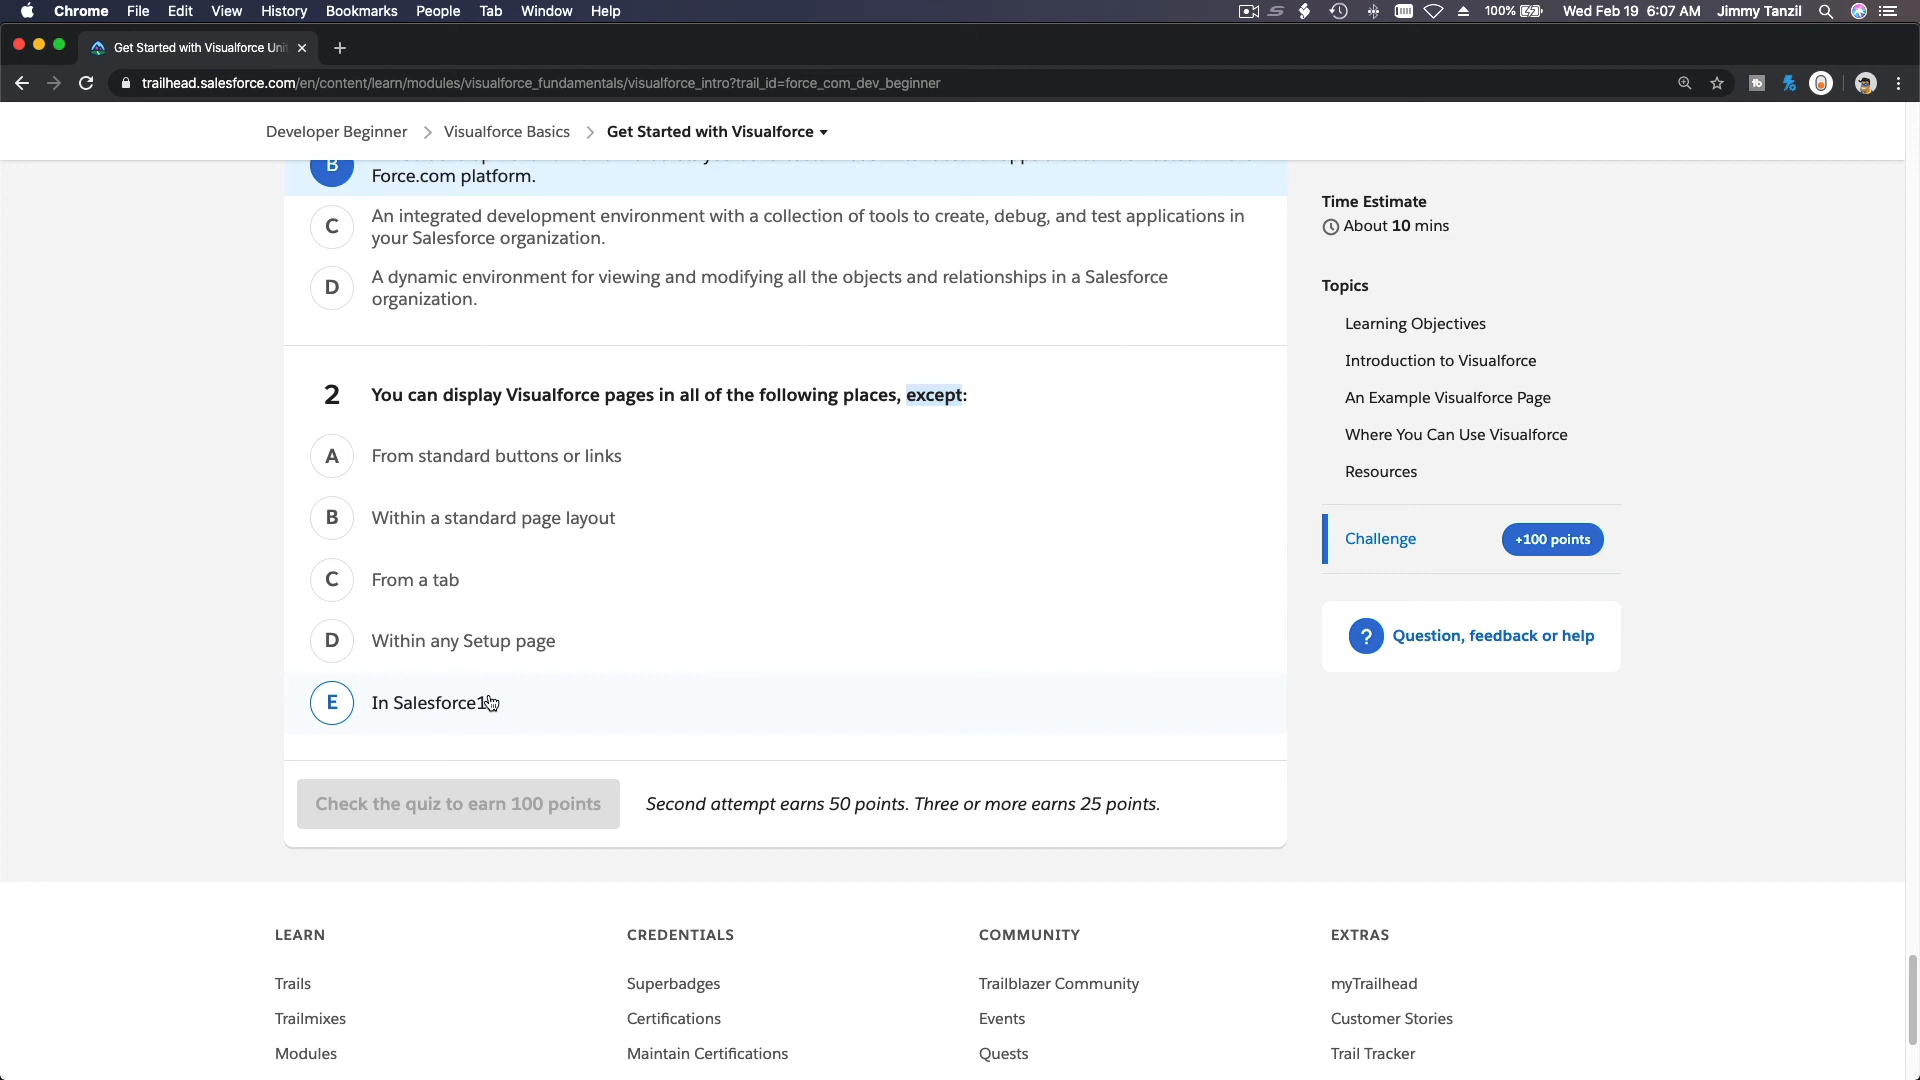 Chrome File Edit View History Bookmarks People Tab Window Help 100% Wed Feb 19 6:07 AM Jimmy Tanzil
Get Started with Visualforce Uni
trailhead.salesforce.com/en/content/learn/modules/visualforce_fundamentals/visualforce_intro?trail_id=force_com_dev_beginner
Developer Beginner Visualforce Basics Get Started with Visualforce
B
Force.com platform.
C An integrated development environment with a collection of tools to create, debug, and test applications in
your Salesforce organization.
D A dynamic environment for viewing and modifying all the objects and relationships in a Salesforce
organization.
2 You can display Visualforce pages in all of the following places, except:
A From standard buttons or links
B Within a standard page layout
C From a tab
D Within any Setup page
E In Salesforce1
Check the quiz to earn 100 points Second attempt earns 50 points. Three or more earns 25 points.
Time Estimate
About 10 mins
Topics
Learning Objectives
Introduction to Visualforce
An Example Visualforce Page
Where You Can Use Visualforce
Resources
Challenge +100 points
? Question, feedback or help
LEARN
Trails
Trailmixes
Modules
CREDENTIALS
Superbadges
Certifications
Maintain Certifications
COMMUNITY
Trailblazer Community
Events
Quests
EXTRAS
myTrailhead
Customer Stories
Trail Tracker